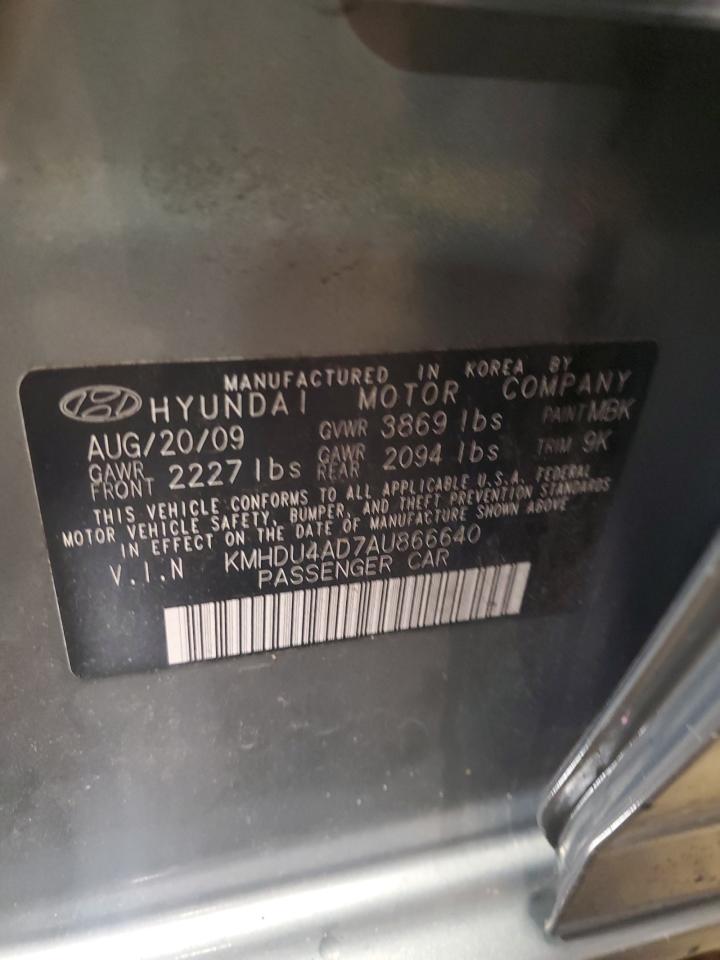 MANUFACTURED IN KOREA BY
HYUNDAI MOTOR COMPANY
AUG/20/09 GVWR 3869 lbs PAINT MBK
GAWR FRONT 2227 lbs GAWR REAR 2094 lbs TRIM 9K
THIS VEHICLE CONFORMS TO ALL APPLICABLE U.S.A. FEDERAL
MOTOR VEHICLE SAFETY, BUMPER, AND THEFT PREVENTION STANDARDS
IN EFFECT ON THE DATE OF MANUFACTURE SHOWN ABOVE
V.I.N KMHDU4AD7AU866640
PASSENGER CAR